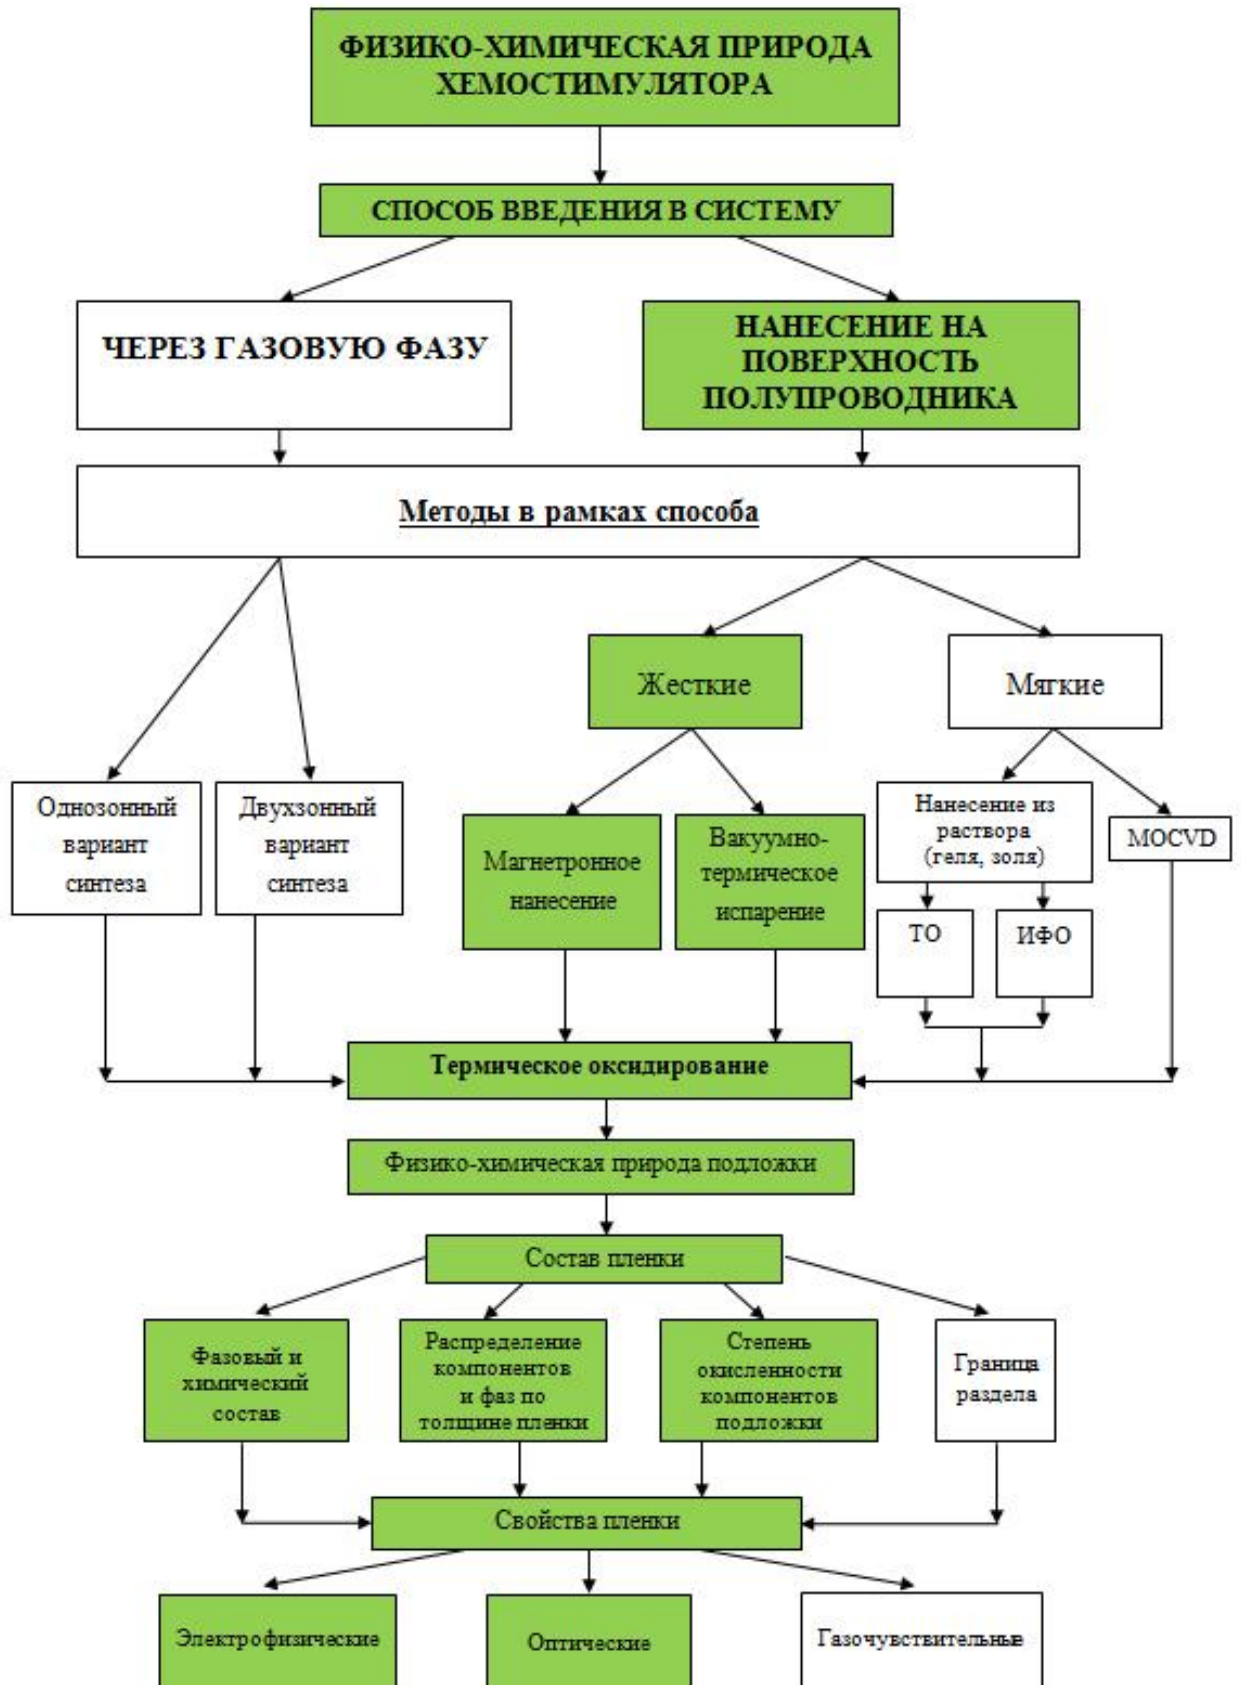 ФИЗИКО-ХИМИЧЕСКАЯ ПРИРОДА
ХЕМОСТИМУЛЯТОРА
СПОСОБ ВВЕДЕНИЯ В СИСТЕМУ
ЧЕРЕЗ ГАЗОВУЮ ФАЗУ
НАНЕСЕНИЕ НА
ПОВЕРХНОСТЬ
ПОЛУПРОВОДНИКА
Методы в рамках способа
Жесткие
Мягкие
Однозонный
вариант
синтеза
Двухзонный
вариант
синтеза
Магнетронное
нанесение
Вакуумно-
термическое
испарение
Нанесение из
раствора
(геля, золя)
MOCVD
ТО
ИФО
Термическое оксидирование
Физико-химическая природа подложки
Состав пленки
Фазовый и
химический
состав
Распределение
компонентов
и фаз по
толщине пленки
Степень
окисленности
компонентов
подложки
Граница
раздела
Свойства пленки
Электрофизические
Оптические
Газочувствительные